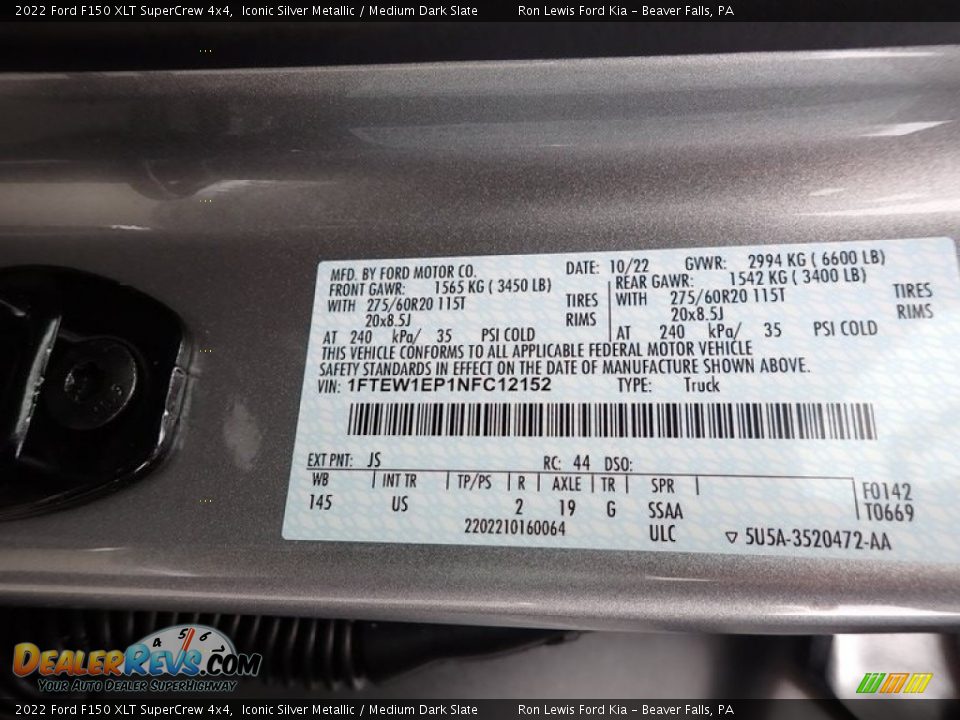 2022 Ford F150 XLT SuperCrew 4x4, Iconic Silver Metallic / Medium Dark Slate Ron Lewis Ford Kia - Beaver Falls, PA
MFD. BY FORD MOTOR CO. DATE: 10/22 GVWR: 2994 KG ( 6600 LB)
FRONT GAWR: 1565 KG ( 3450 LB) REAR GAWR: 1542 KG ( 3400 LB)
WITH 275/60R20 115T TIRES WITH 275/60R20 115T TIRES
20x8.5J RIMS 20x8.5J RIMS
AT 240 kPa/ 35 PSI COLD AT 240 kPa/ 35 PSI COLD
THIS VEHICLE CONFORMS TO ALL APPLICABLE FEDERAL MOTOR VEHICLE
SAFETY STANDARDS IN EFFECT ON THE DATE OF MANUFACTURE SHOWN ABOVE.
VIN: 1FTEW1EP1NFC12152 TYPE: Truck
EXT PNT: JS RC: 44 DSO:
WB INT TR TP/PS R AXLE TR SPR F0142
145 US 2 19 G SSAA T0669
2202210160064 ULC 5U5A-3520472-AA
4 5 6
DEALERREVS.COM
YOUR AUTO DEALER SUPERHIGHWAY
2022 Ford F150 XLT SuperCrew 4x4, Iconic Silver Metallic / Medium Dark Slate Ron Lewis Ford Kia - Beaver Falls, PA